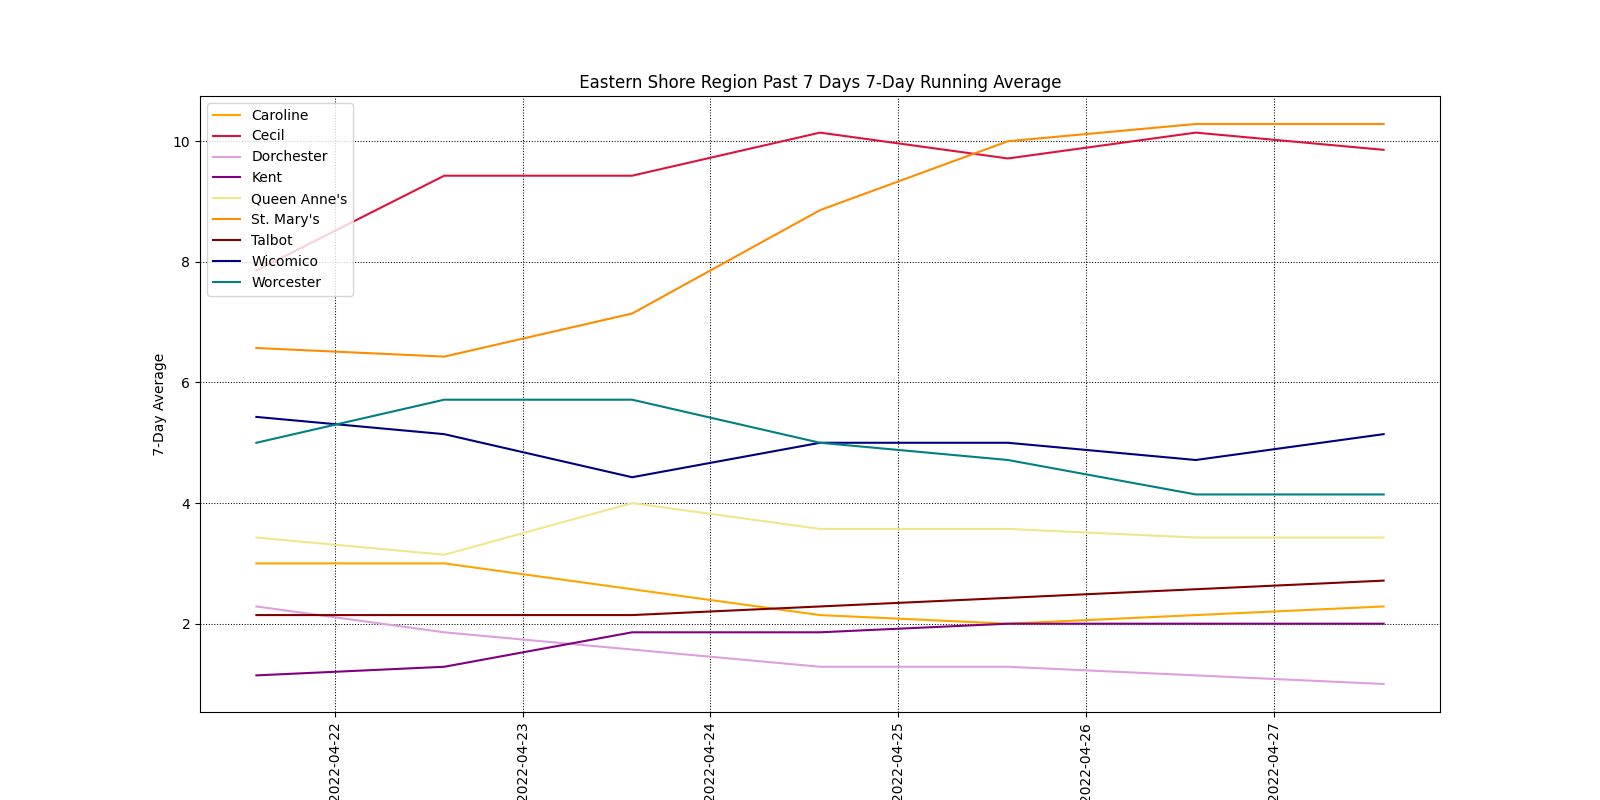 Eastern Shore Region Past 7 Days 7-Day Running Average
Caroline
Cecil
Dorchester
Kent
Queen Anne's
St. Mary's
Talbot
Wicomico
Worcester
10
8
6
4
2
7-Day Average
2022-04-22
2022-04-23
2022-04-24
2022-04-25
2022-04-26
2022-04-27